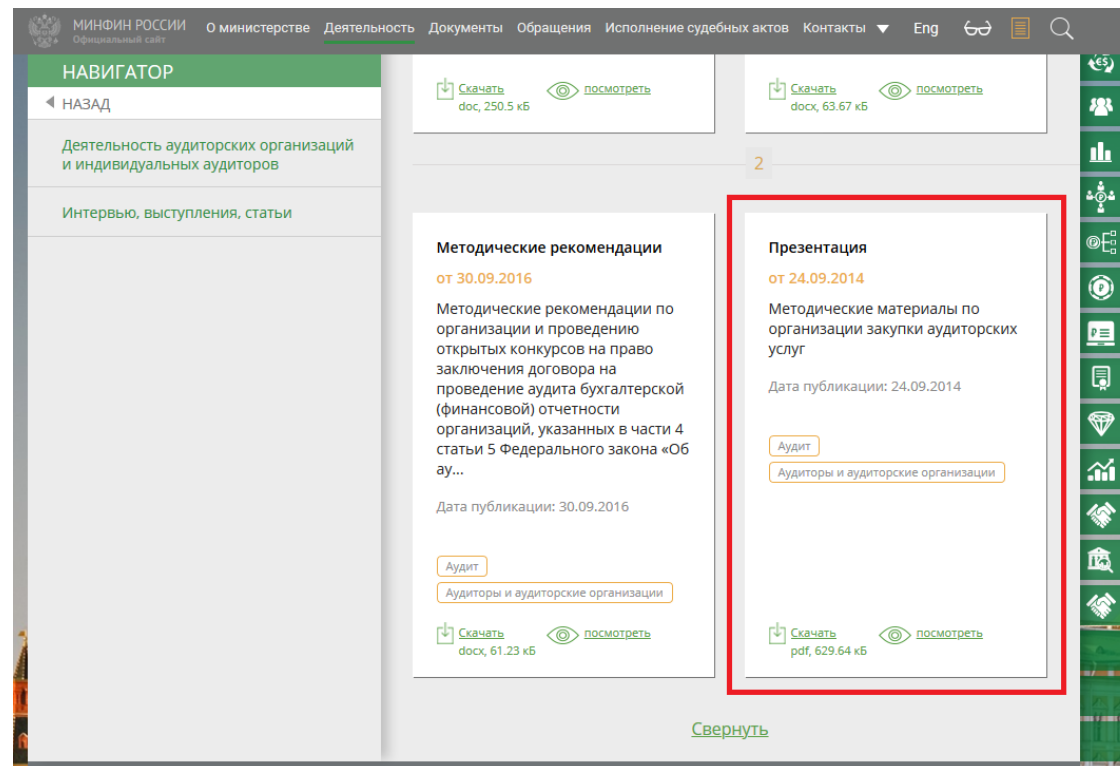 МИНФИН РОССИИ
Официальный сайт
О министерстве Деятельность Документы Обращения Исполнение судебных актов Контакты Eng
НАВИГАТОР
НАЗАД
Деятельность аудиторских организаций
и индивидуальных аудиторов
Интервью, выступления, статьи
Скачать посмотреть
doc, 250.5 кБ
Скачать посмотреть
docx, 63.67 кБ
2
Методические рекомендации
от 30.09.2016
Методические рекомендации по
организации и проведению
открытых конкурсов на право
заключения договора на
проведение аудита бухгалтерской
(финансовой) отчетности
организаций, указанных в части 4
статьи 5 Федерального закона «Об
ау...
Дата публикации: 30.09.2016
Аудит
Аудиторы и аудиторские организации
Скачать посмотреть
docx, 61.23 кБ
Презентация
от 24.09.2014
Методические материалы по
организации закупки аудиторских
услуг
Дата публикации: 24.09.2014
Аудит
Аудиторы и аудиторские организации
Скачать посмотреть
pdf, 629.64 кБ
Свернуть